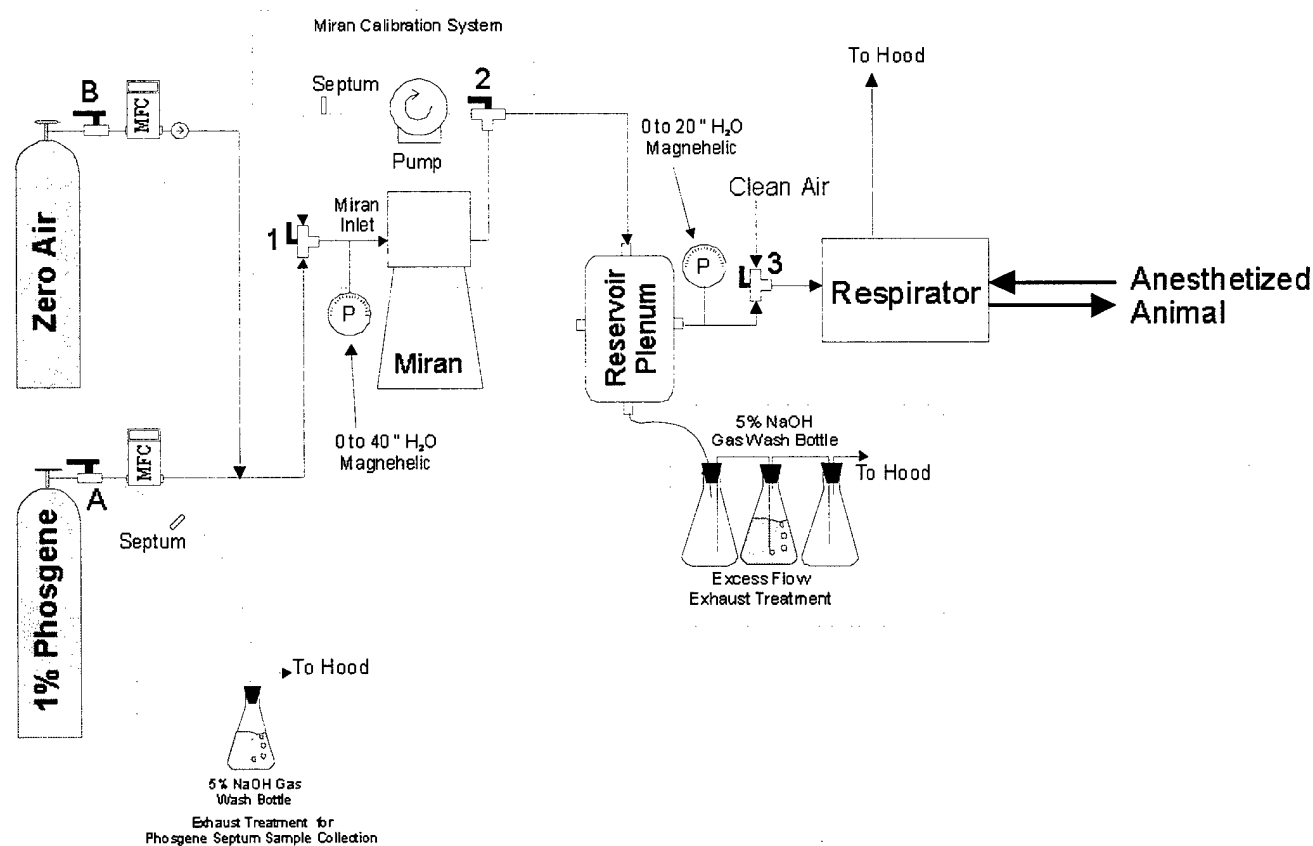 Miran Calibration System
To Hood
B
MFC
Septum
2
Pump
0 to 20" H₂O
Magnehelic
Clean Air
Zero Air
1
Miran
Inlet
P
Miran
0 to 40" H₂O
Magnehelic
Reservoir
Plenum
P
3
Respirator
Anesthetized
Animal
5% NaOH
Gas Wash Bottle
To Hood
Excess Flow
Exhaust Treatment
MFC
A
Septum
1% Phosgene
To Hood
5% NaOH Gas
Wash Bottle
Exhaust Treatment for
Phosgene Septum Sample Collection